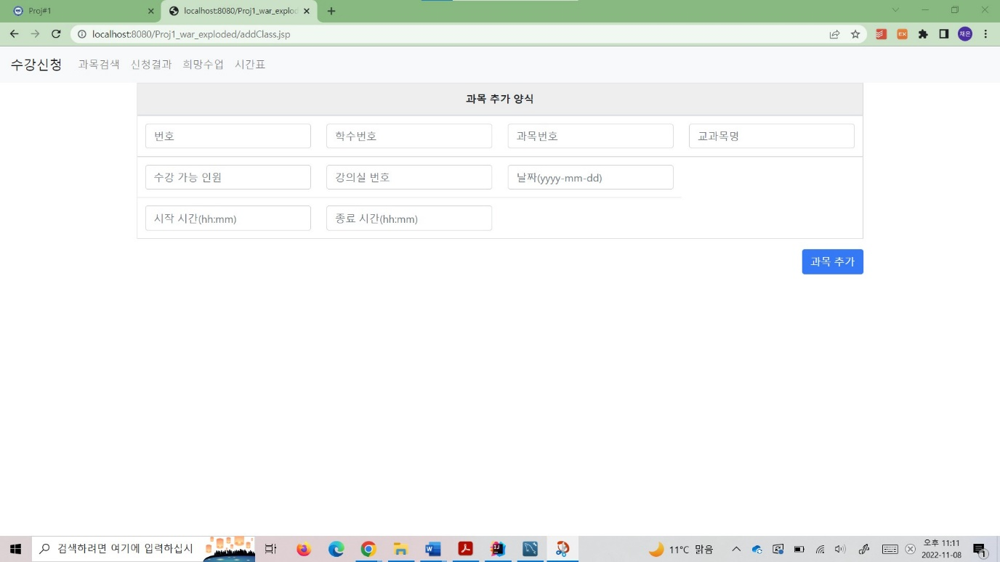 Proj#1
localhost:8080/Proj1_war_explod
localhost:8080/Proj1_war_exploded/addClass.jsp
EX
채은
수강신청 과목검색 신청결과 희망수업 시간표
과목 추가 양식
번호 학수번호 과목번호 교과목명
수강 가능 인원 강의실 번호 날짜(yyyy-mm-dd)
시작 시간(hh:mm) 종료 시간(hh:mm)
과목 추가
검색하려면 여기에 입력하십시
11°C 맑음
오후 11:11
2022-11-08
1